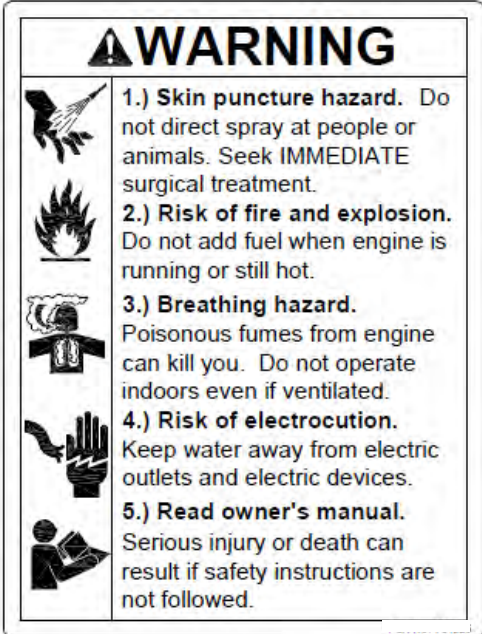 WARNING
1.) Skin puncture hazard. Do
not direct spray at people or
animals. Seek IMMEDIATE
surgical treatment.
2.) Risk of fire and explosion.
Do not add fuel when engine is
running or still hot.
3.) Breathing hazard.
Poisonous fumes from engine
can kill you. Do not operate
indoors even if ventilated.
4.) Risk of electrocution.
Keep water away from electric
outlets and electric devices.
5.) Read owner's manual.
Serious injury or death can
result if safety instructions are
not followed.